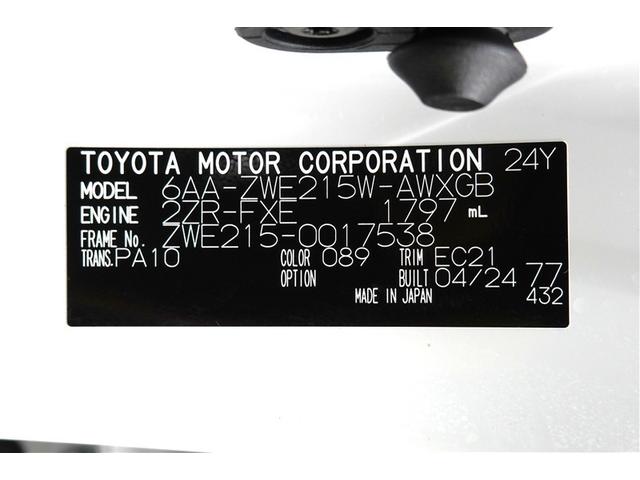 TOYOTA MOTOR CORPORATION 24Y
MODEL 6AA-ZWE215W-AWXGB
ENGINE 2ZR-FXE 1797 mL
FRAME No. ZWE215-0017538
TRANS. PA10 COLOR 089 TRIM EC21
OPTION BUILT 04/24 77
MADE IN JAPAN 432